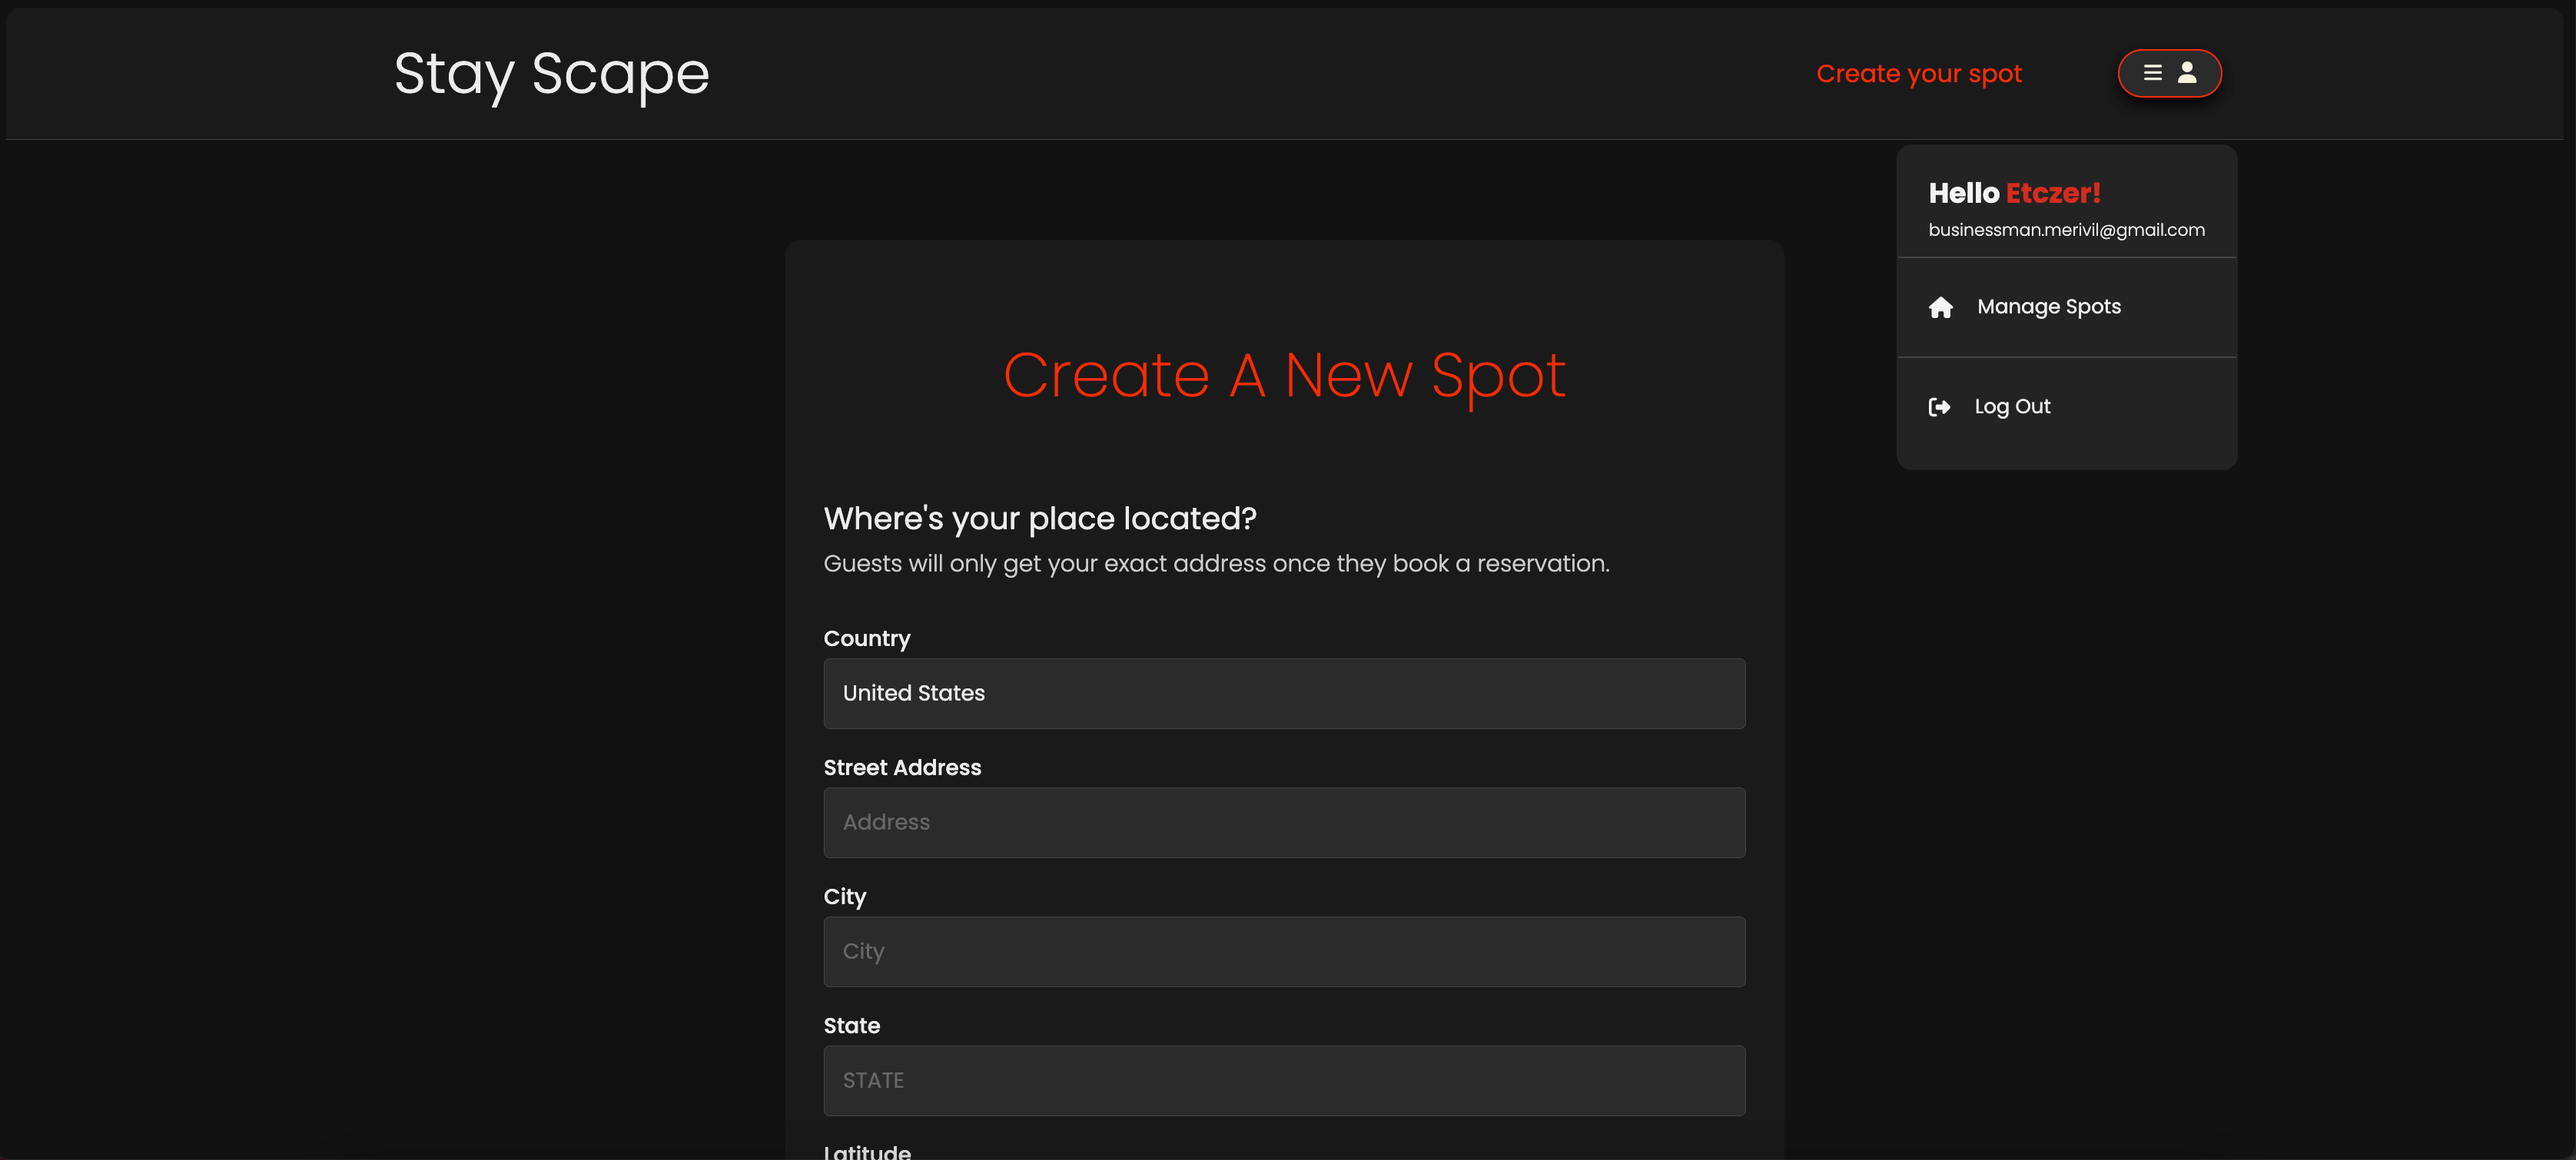 Stay Scape
Create your spot
Hello Etczer!
businessman.merivil@gmail.com
Manage Spots
Log Out
Create A New Spot
Where's your place located?
Guests will only get your exact address once they book a reservation.
Country
United States
Street Address
Address
City
City
State
STATE
Latitude